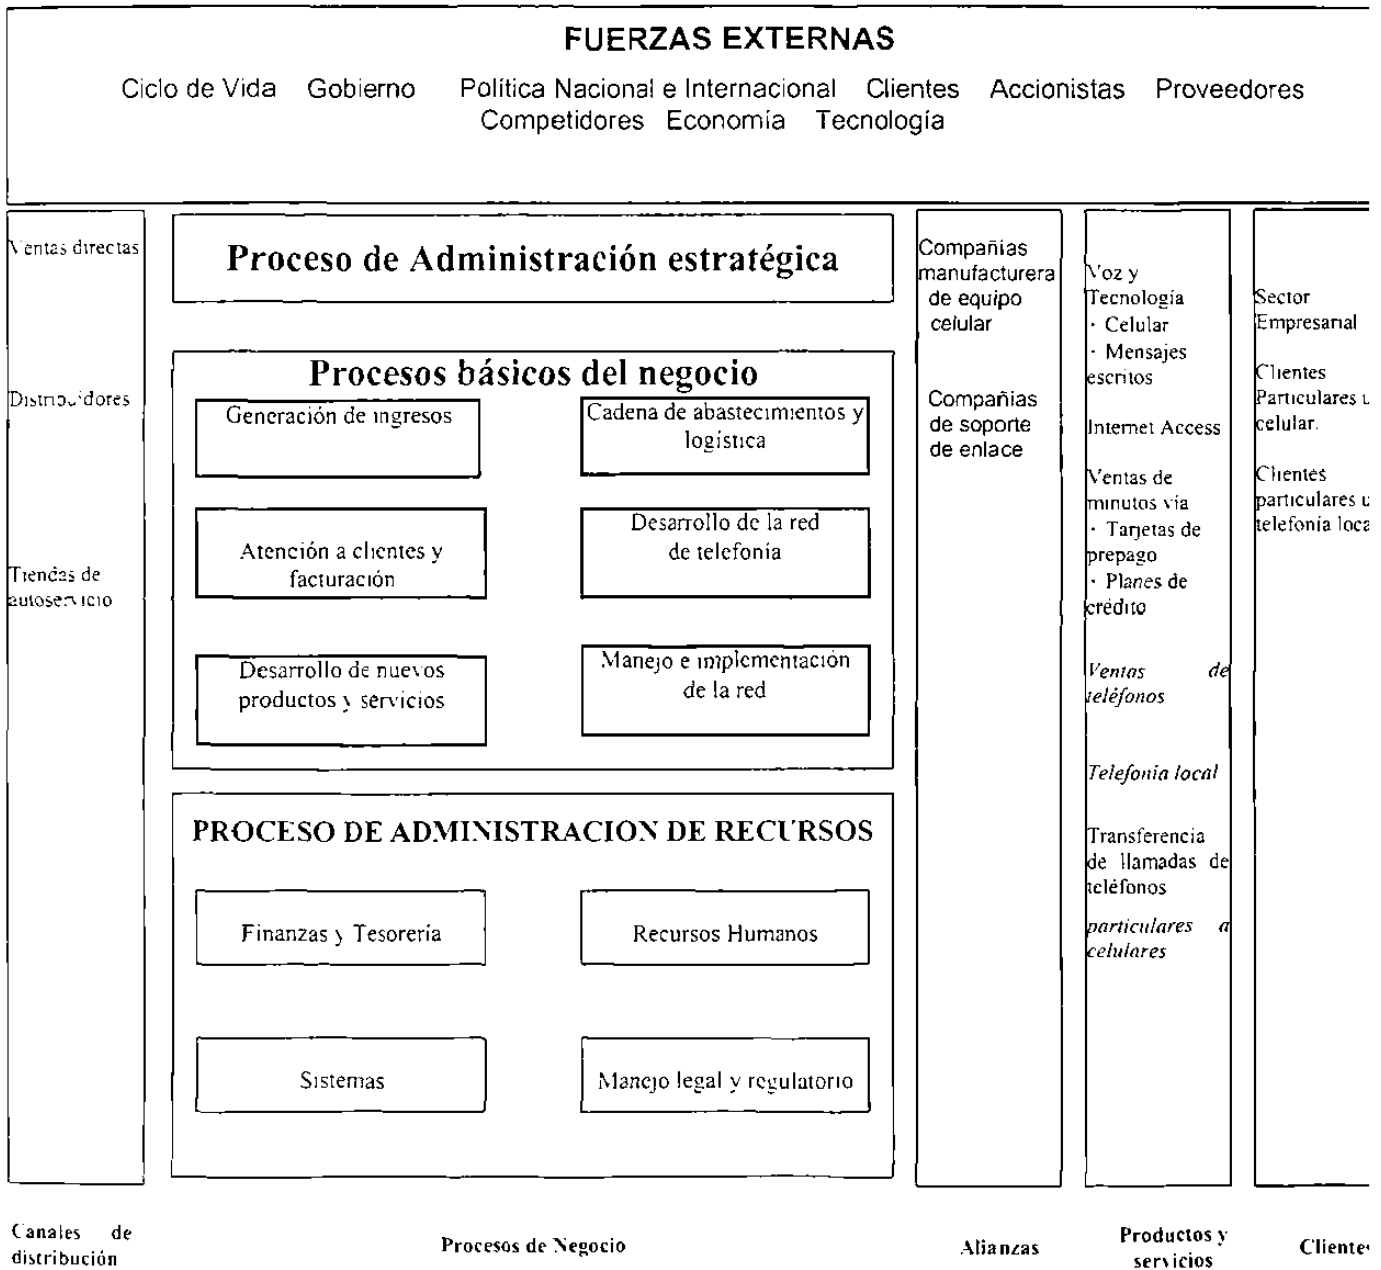 FUERZAS EXTERNAS
Ciclo de Vida Gobierno Política Nacional e Internacional Clientes Accionistas Proveedores
Competidores Economía Tecnología
Ventas directas
Distribuidores
Tiendas de
autoservicio
Proceso de Administración estratégica
Procesos básicos del negocio
Generación de ingresos
Cadena de abastecimientos y
logística
Atención a clientes y
facturación
Desarrollo de la red
de telefonía
Desarrollo de nuevos
productos y servicios
Manejo e implementación
de la red
PROCESO DE ADMINISTRACION DE RECURSOS
Finanzas y Tesorería
Recursos Humanos
Sistemas
Manejo legal y regulatorio
Compañías
manufacturera
de equipo
celular
Compañías
de soporte
de enlace
Voz y
Tecnología
· Celular
· Mensajes
escritos
Internet Access
Ventas de
minutos vía
· Tarjetas de
prepago
· Planes de
crédito
Ventas de
teléfonos
Telefonía local
Transferencia
de llamadas de
teléfonos
particulares a
celulares
Sector
Empresarial
Clientes
Particulares
celular.
Clientes
particulares
telefonía loca
Canales de
distribución
Procesos de Negocio
Alianzas
Productos y
servicios
Cliente